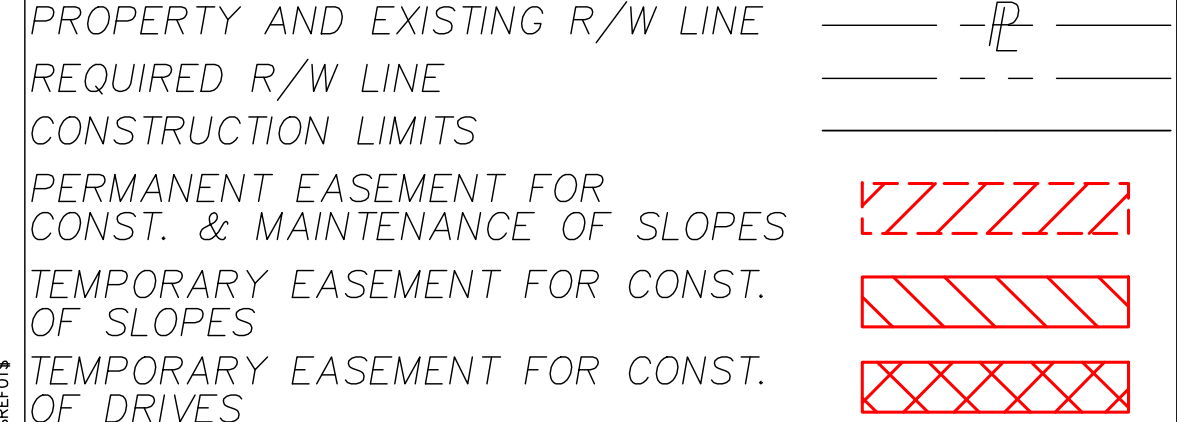 PROPERTY AND EXISTING R/W LINE
PL
REQUIRED R/W LINE
CONSTRUCTION LIMITS
PERMANENT EASEMENT FOR
CONST. & MAINTENANCE OF SLOPES
TEMPORARY EASEMENT FOR CONST.
OF SLOPES
TEMPORARY EASEMENT FOR CONST.
OF DRIVES